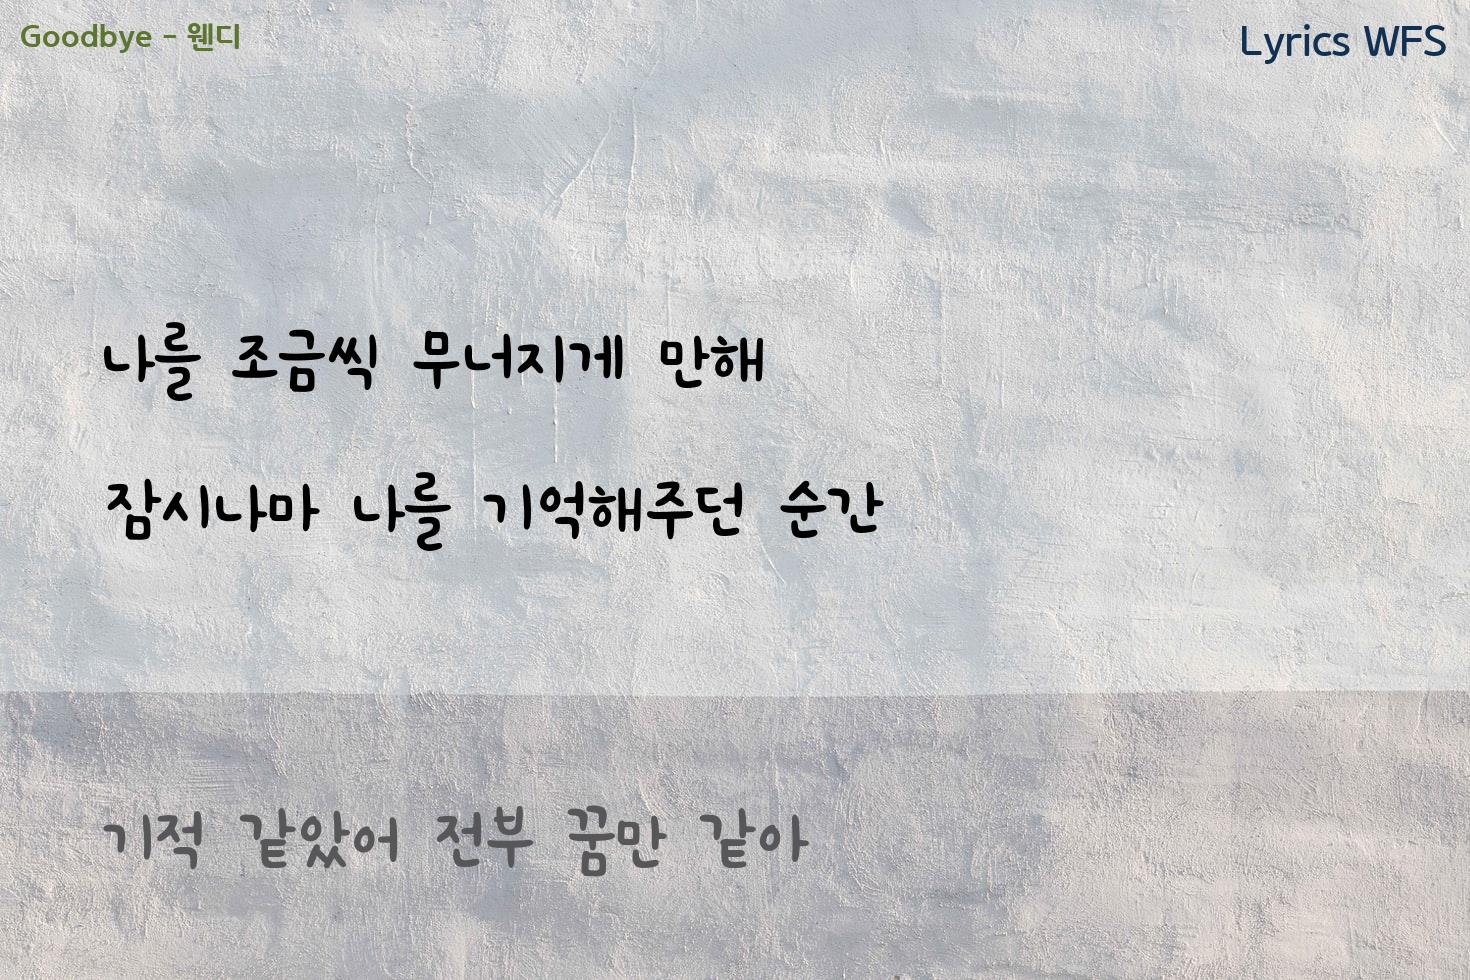 Goodbye - 웬디
Lyrics WFS
나를 조금씩 무너지게 만해
잠시나마 나를 기억해주던 순간
기적 같았어 전부 꿈만 같아